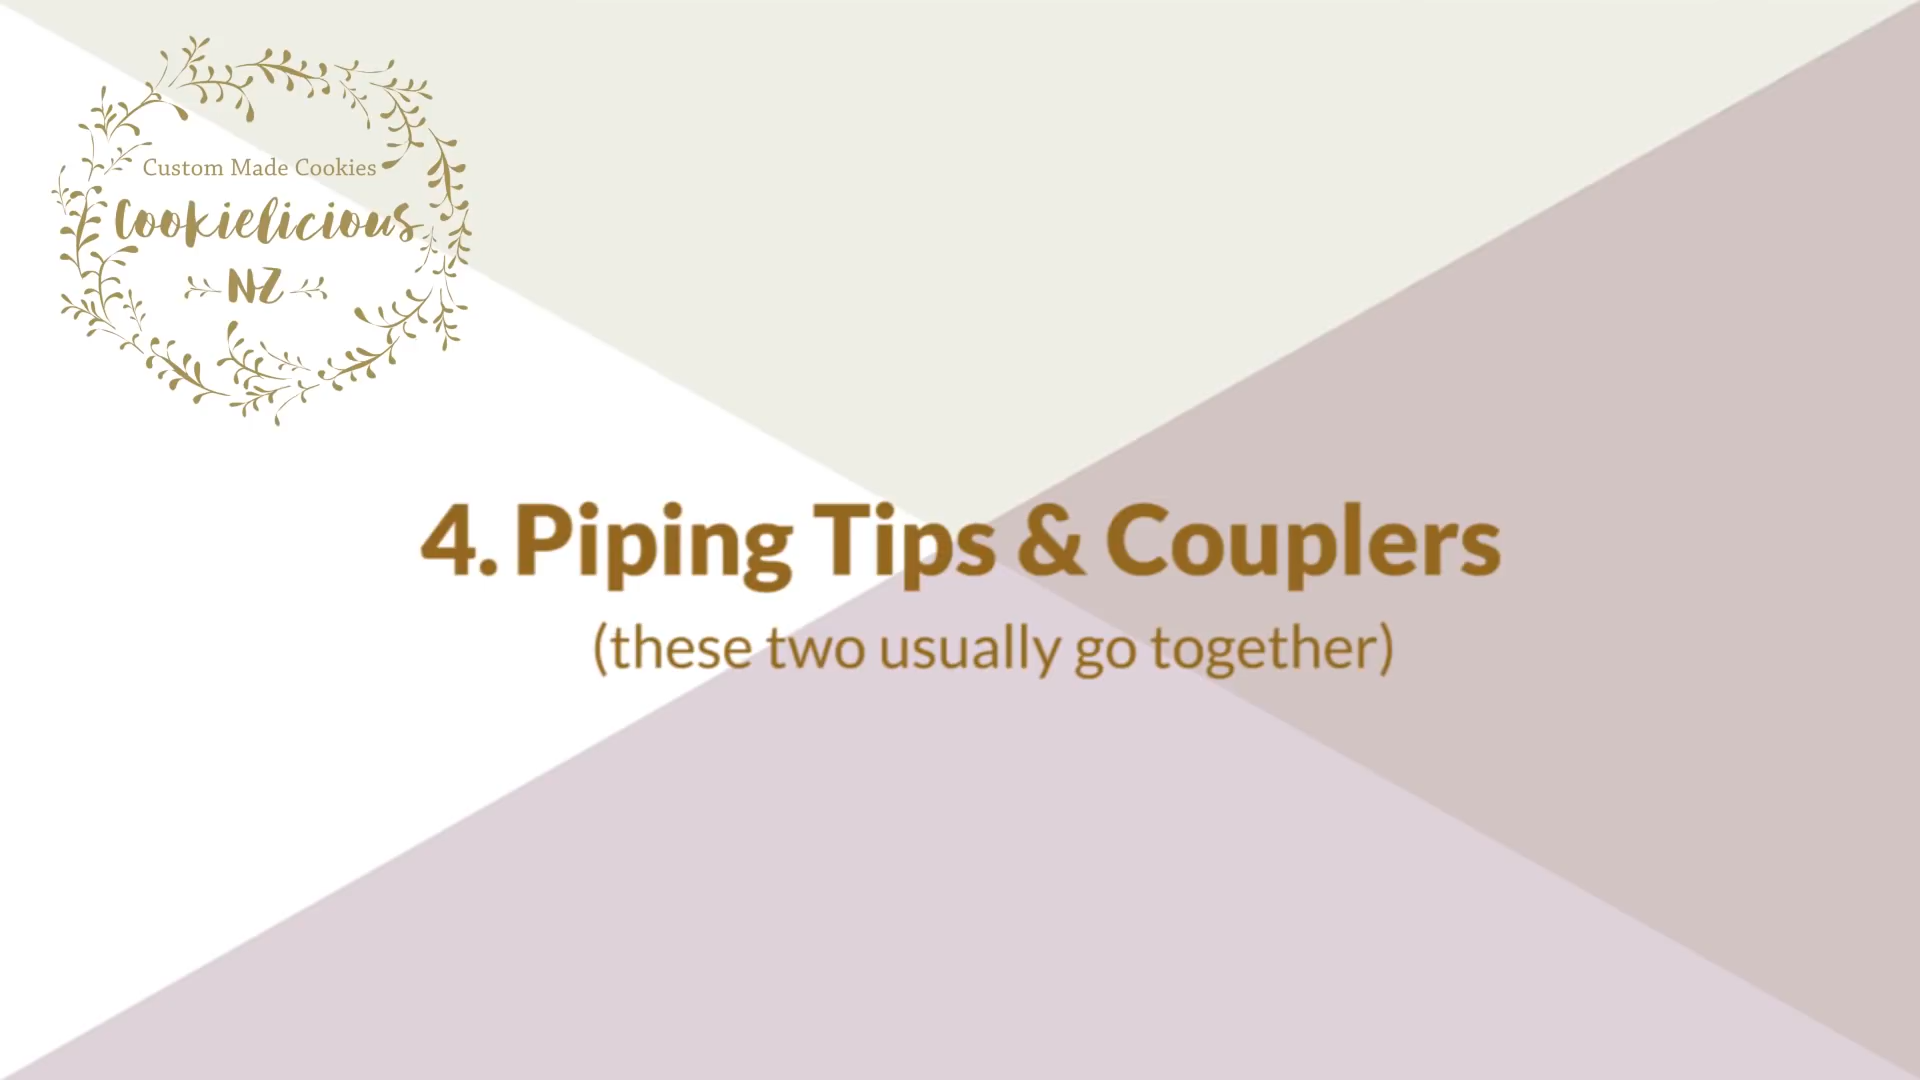 Custom Made Cookies
Cookielicious
NZ
4. Piping Tips & Couplers
(these two usually go together)